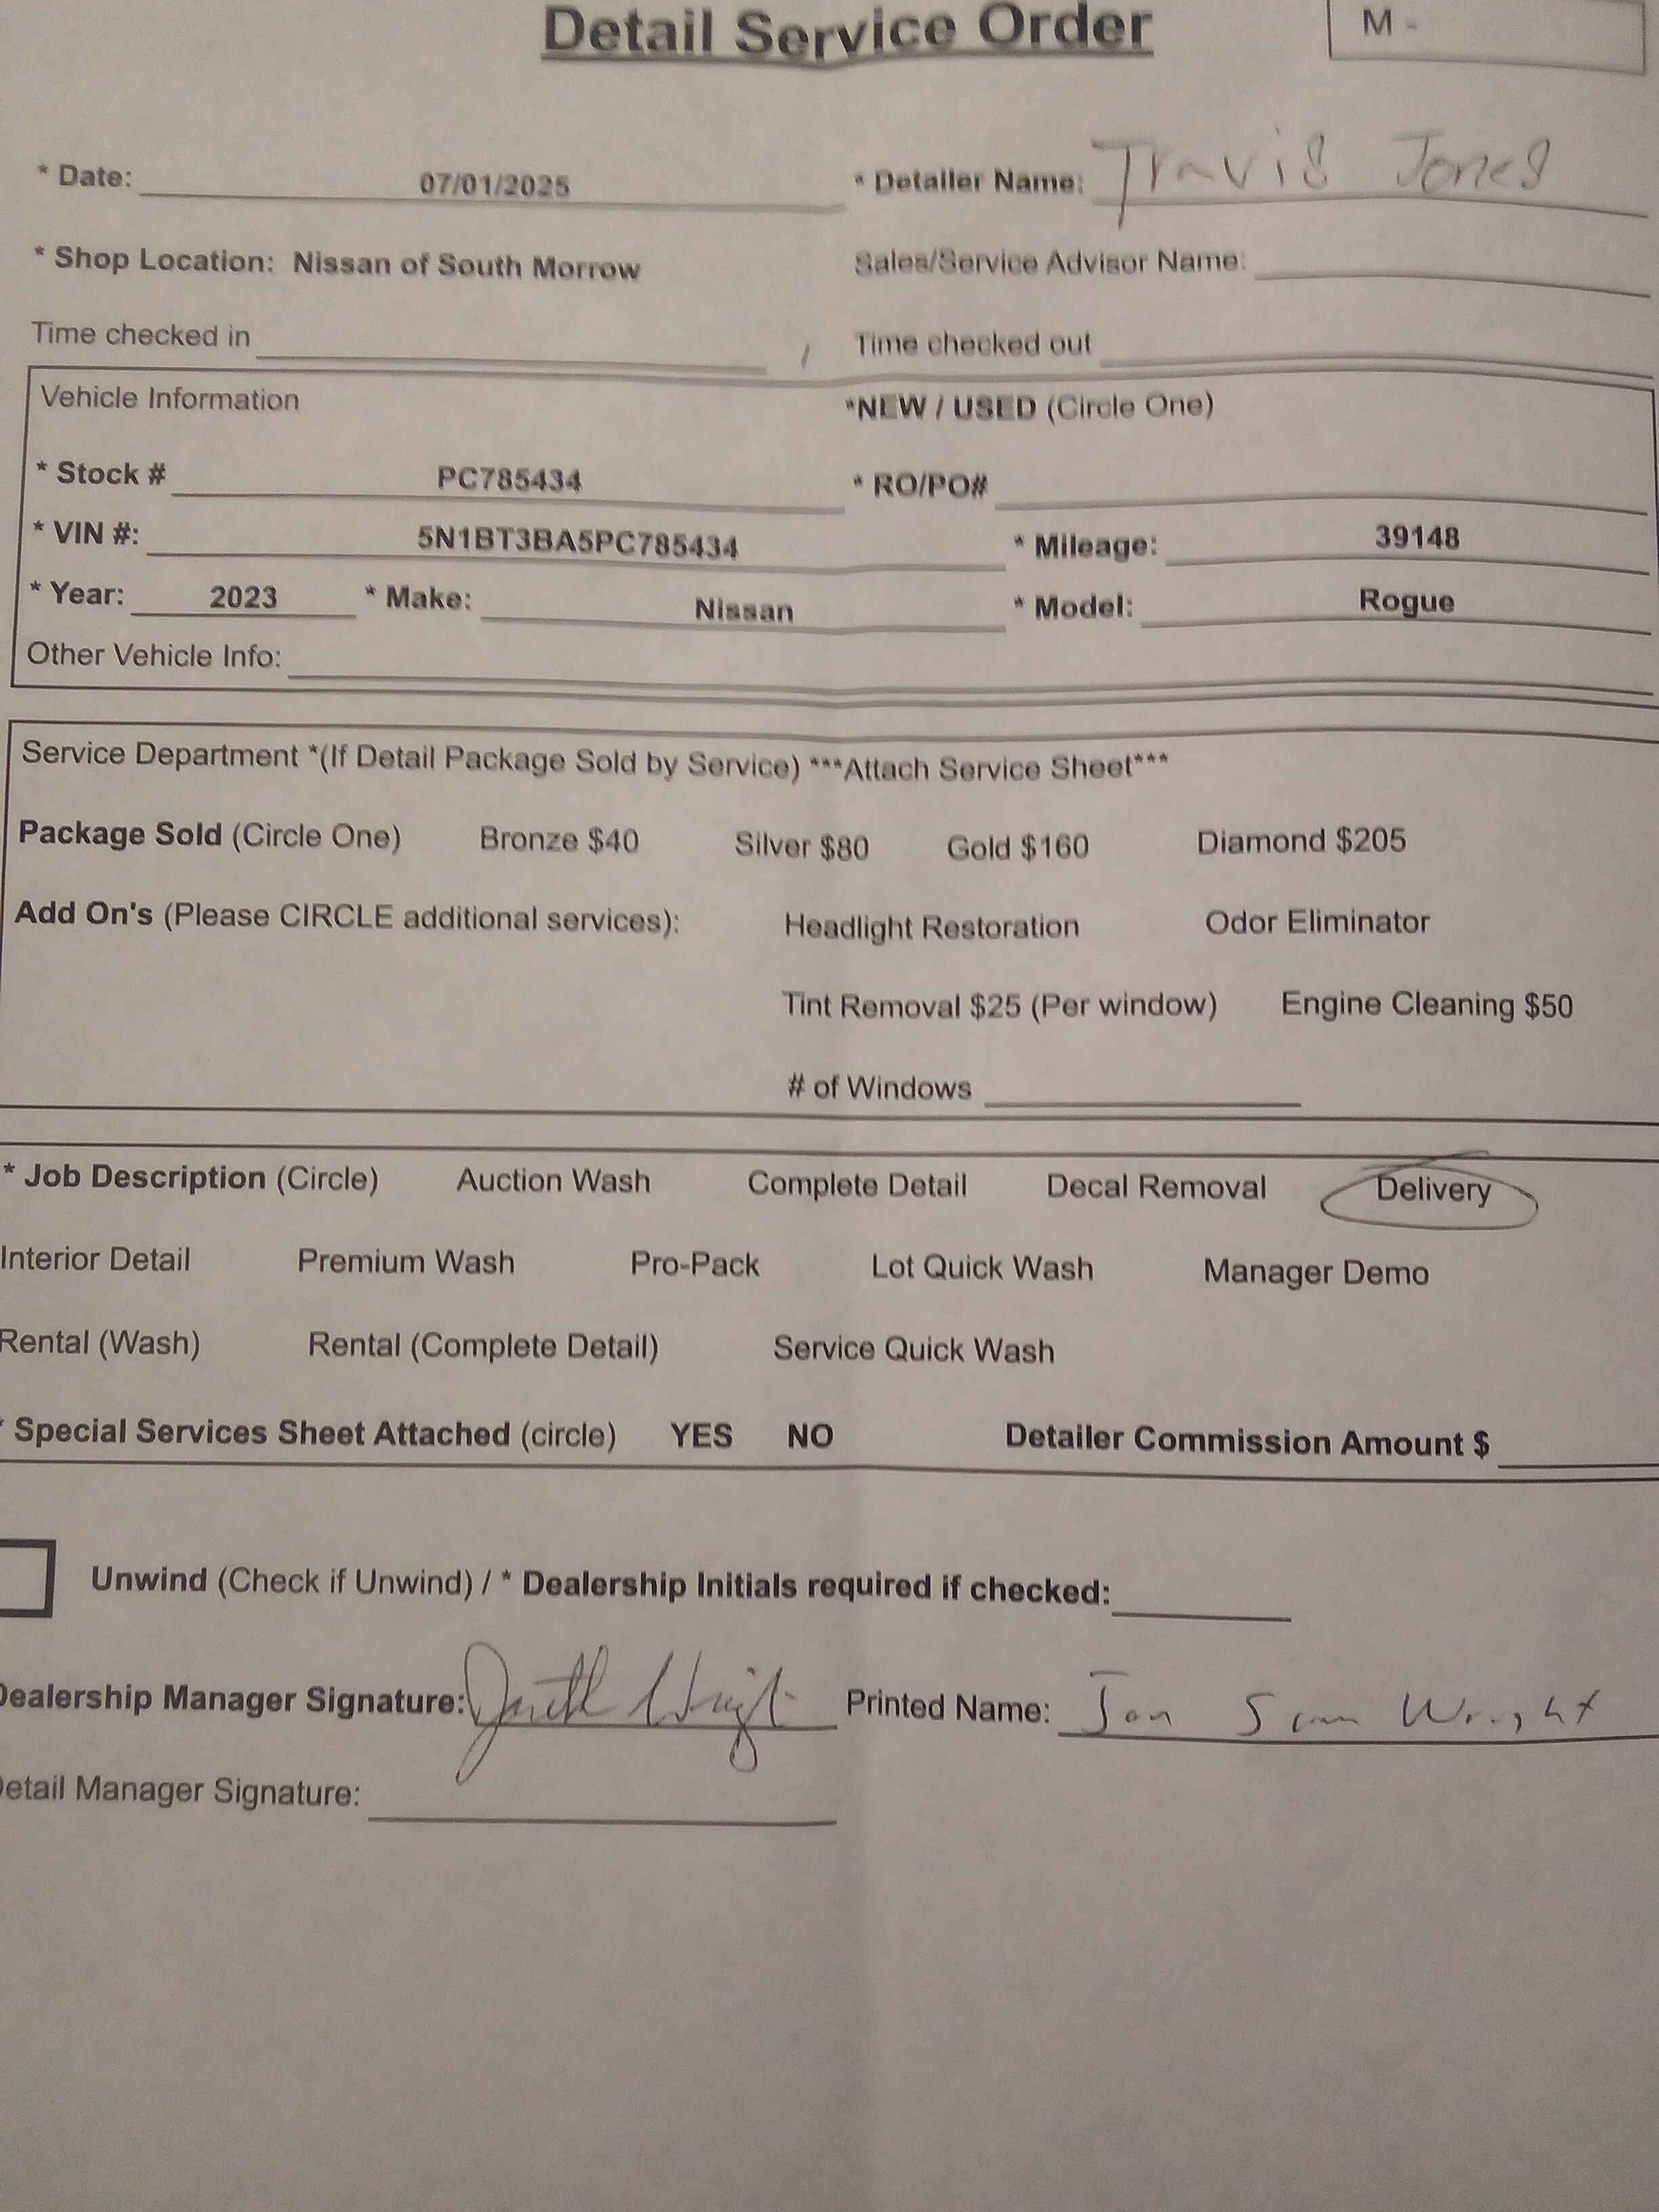 Detail Service Order
M -
* Date: 07/01/2025 * Detailer Name: Travis Jones
* Shop Location: Nissan of South Morrow Sales/Service Advisor Name:
Time checked in / Time checked out
Vehicle Information *NEW / USED (Circle One)
* Stock # PC785434 * RO/PO#
* VIN #: 5N1BT3BA5PC785434 * Mileage: 39148
* Year: 2023 * Make: Nissan * Model: Rogue
Other Vehicle Info:
Service Department *(If Detail Package Sold by Service) ***Attach Service Sheet***
Package Sold (Circle One) Bronze $40 Silver $80 Gold $160 Diamond $205
Add On's (Please CIRCLE additional services): Headlight Restoration Odor Eliminator
Tint Removal $25 (Per window) Engine Cleaning $50
# of Windows
* Job Description (Circle) Auction Wash Complete Detail Decal Removal Delivery
Interior Detail Premium Wash Pro-Pack Lot Quick Wash Manager Demo
Rental (Wash) Rental (Complete Detail) Service Quick Wash
* Special Services Sheet Attached (circle) YES NO Detailer Commission Amount $
Unwind (Check if Unwind) / * Dealership Initials required if checked:
Dealership Manager Signature: Printed Name: Jon Wright
Detail Manager Signature: